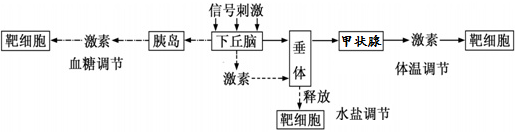 信号刺激
靶细胞 激素 胰岛 下丘脑 垂体 甲状腺 激素 靶细胞
血糖调节 激素 体温调节
释放
靶细胞 水盐调节